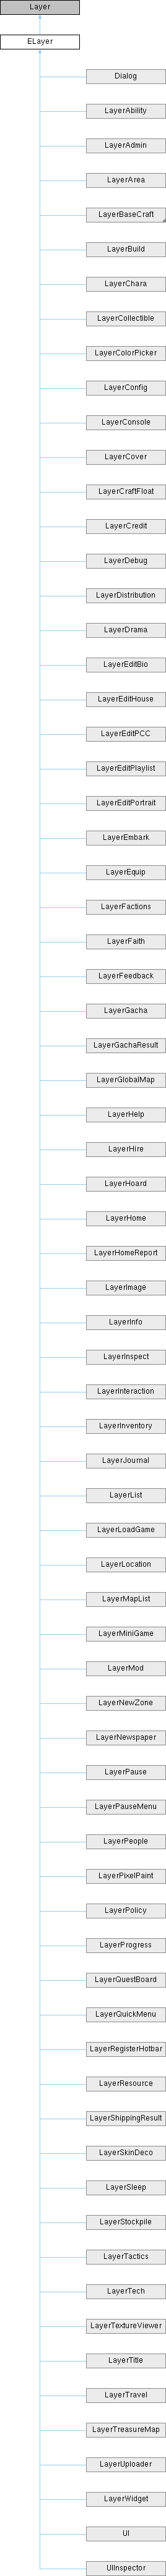 Layer
ELayer
Dialog
LayerAbility
LayerAdmin
LayerArea
LayerBaseCraft
LayerBuild
LayerChara
LayerCollectible
LayerColorPicker
LayerConfig
LayerConsole
LayerCover
LayerCraftFloat
LayerCredit
LayerDebug
LayerDistribution
LayerDrama
LayerEditBio
LayerEditHouse
LayerEditPCC
LayerEditPlaylist
LayerEditPortrait
LayerEmbark
LayerEquip
LayerFactions
LayerFaith
LayerFeedback
LayerGacha
LayerGachaResult
LayerGlobalMap
LayerHelp
LayerHire
LayerHoard
LayerHome
LayerHomeReport
LayerImage
LayerInfo
LayerInspect
LayerInteraction
LayerInventory
LayerJournal
LayerList
LayerLoadGame
LayerLocation
LayerMapList
LayerMiniGame
LayerMod
LayerNewZone
LayerNewspaper
LayerPause
LayerPauseMenu
LayerPeople
LayerPixelPaint
LayerPolicy
LayerProgress
LayerQuestBoard
LayerQuickMenu
LayerRegisterHotbar
LayerResource
LayerShippingResult
LayerSkinDeco
LayerSleep
LayerStockpile
LayerTactics
LayerTech
LayerTextureViewer
LayerTitle
LayerTravel
LayerTreasureMap
LayerUploader
LayerWidget
UI
UIInspector